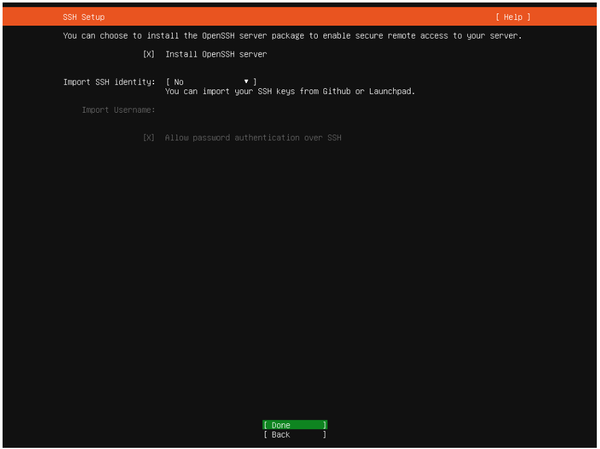 SSH Setup [ Help ]
You can choose to install the OpenSSH server package to enable secure remote access to your server.
[X] Install OpenSSH server
Import SSH identity: [ No ▾ ]
You can import your SSH keys from Github or Launchpad.
Import Username:
[X] Allow password authentication over SSH
[ Done ]
[ Back ]